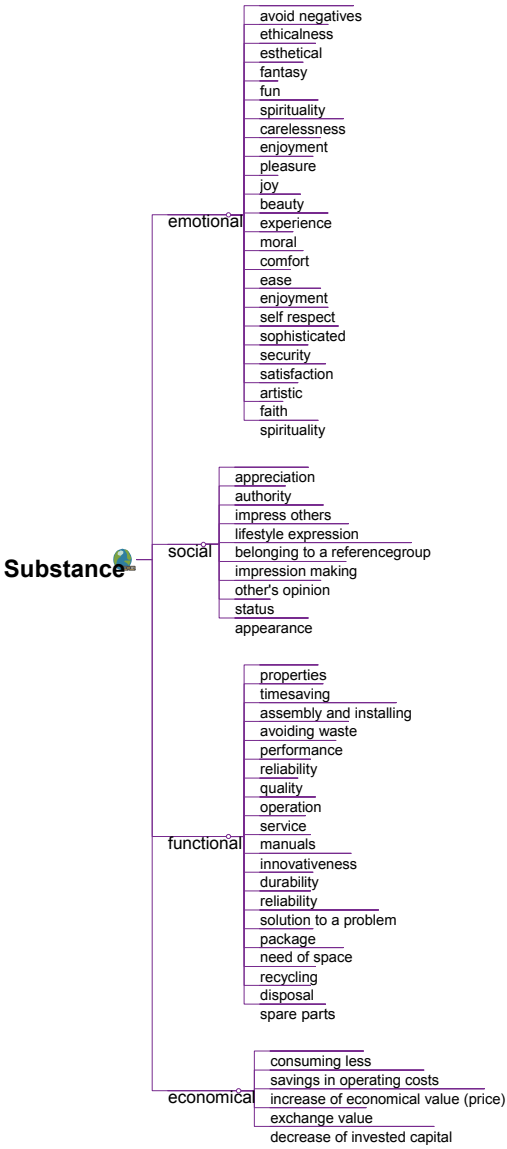 Substance
emotional
avoid negatives
ethicalness
esthetical
fantasy
fun
spirituality
carelessness
enjoyment
pleasure
joy
beauty
experience
moral
comfort
ease
enjoyment
self respect
sophisticated
security
satisfaction
artistic
faith
spirituality
social
appreciation
authority
impress others
lifestyle expression
belonging to a referencegroup
impression making
other's opinion
status
appearance
functional
properties
timesaving
assembly and installing
avoiding waste
performance
reliability
quality
operation
service
manuals
innovativeness
durability
reliability
solution to a problem
package
need of space
recycling
disposal
spare parts
economical
consuming less
savings in operating costs
increase of economical value (price)
exchange value
decrease of invested capital